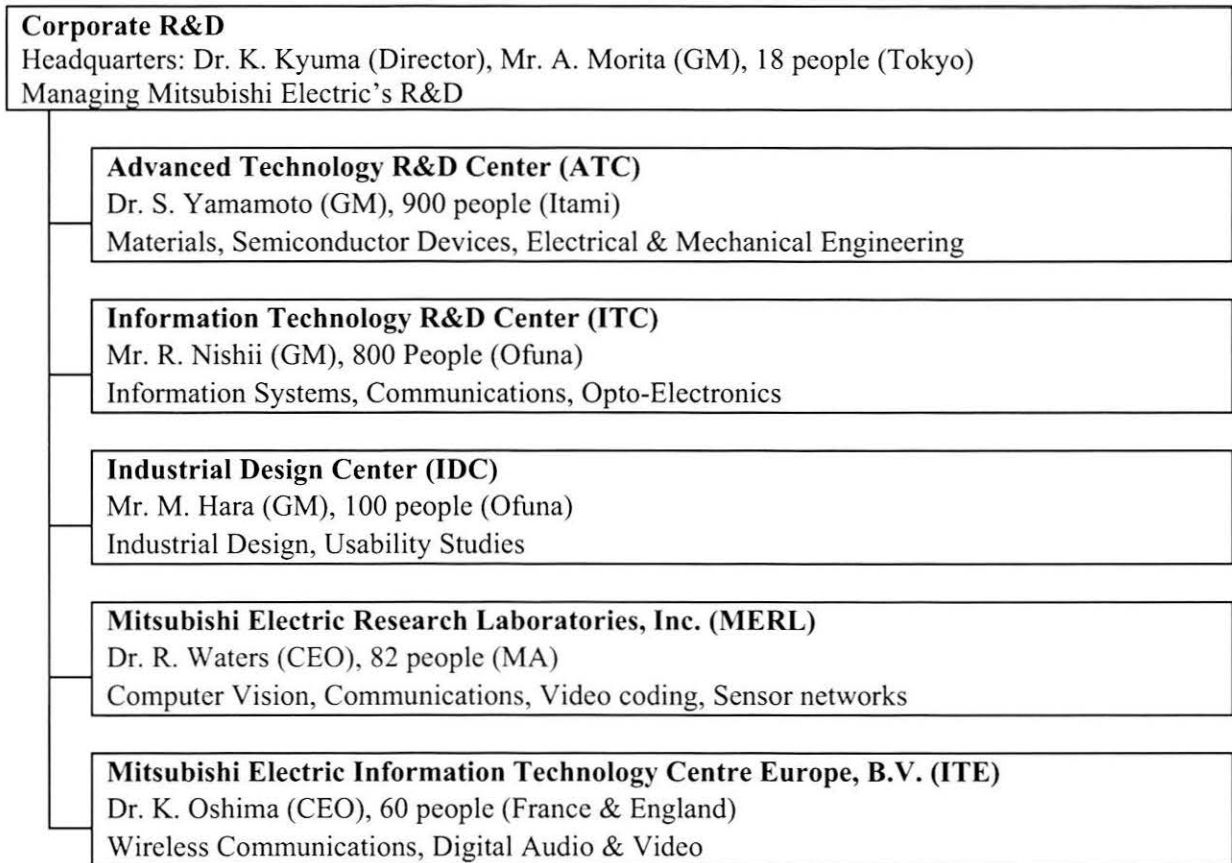 Corporate R&D
Headquarters: Dr. K. Kyuma (Director), Mr. A. Morita (GM), 18 people (Tokyo)
Managing Mitsubishi Electric's R&D
Advanced Technology R&D Center (ATC)
Dr. S. Yamamoto (GM), 900 people (Itami)
Materials, Semiconductor Devices, Electrical & Mechanical Engineering
Information Technology R&D Center (ITC)
Mr. R. Nishii (GM), 800 People (Ofuna)
Information Systems, Communications, Opto-Electronics
Industrial Design Center (IDC)
Mr. M. Hara (GM), 100 people (Ofuna)
Industrial Design, Usability Studies
Mitsubishi Electric Research Laboratories, Inc. (MERL)
Dr. R. Waters (CEO), 82 people (MA)
Computer Vision, Communications, Video coding, Sensor networks
Mitsubishi Electric Information Technology Centre Europe, B.V. (ITE)
Dr. K. Oshima (CEO), 60 people (France & England)
Wireless Communications, Digital Audio & Video